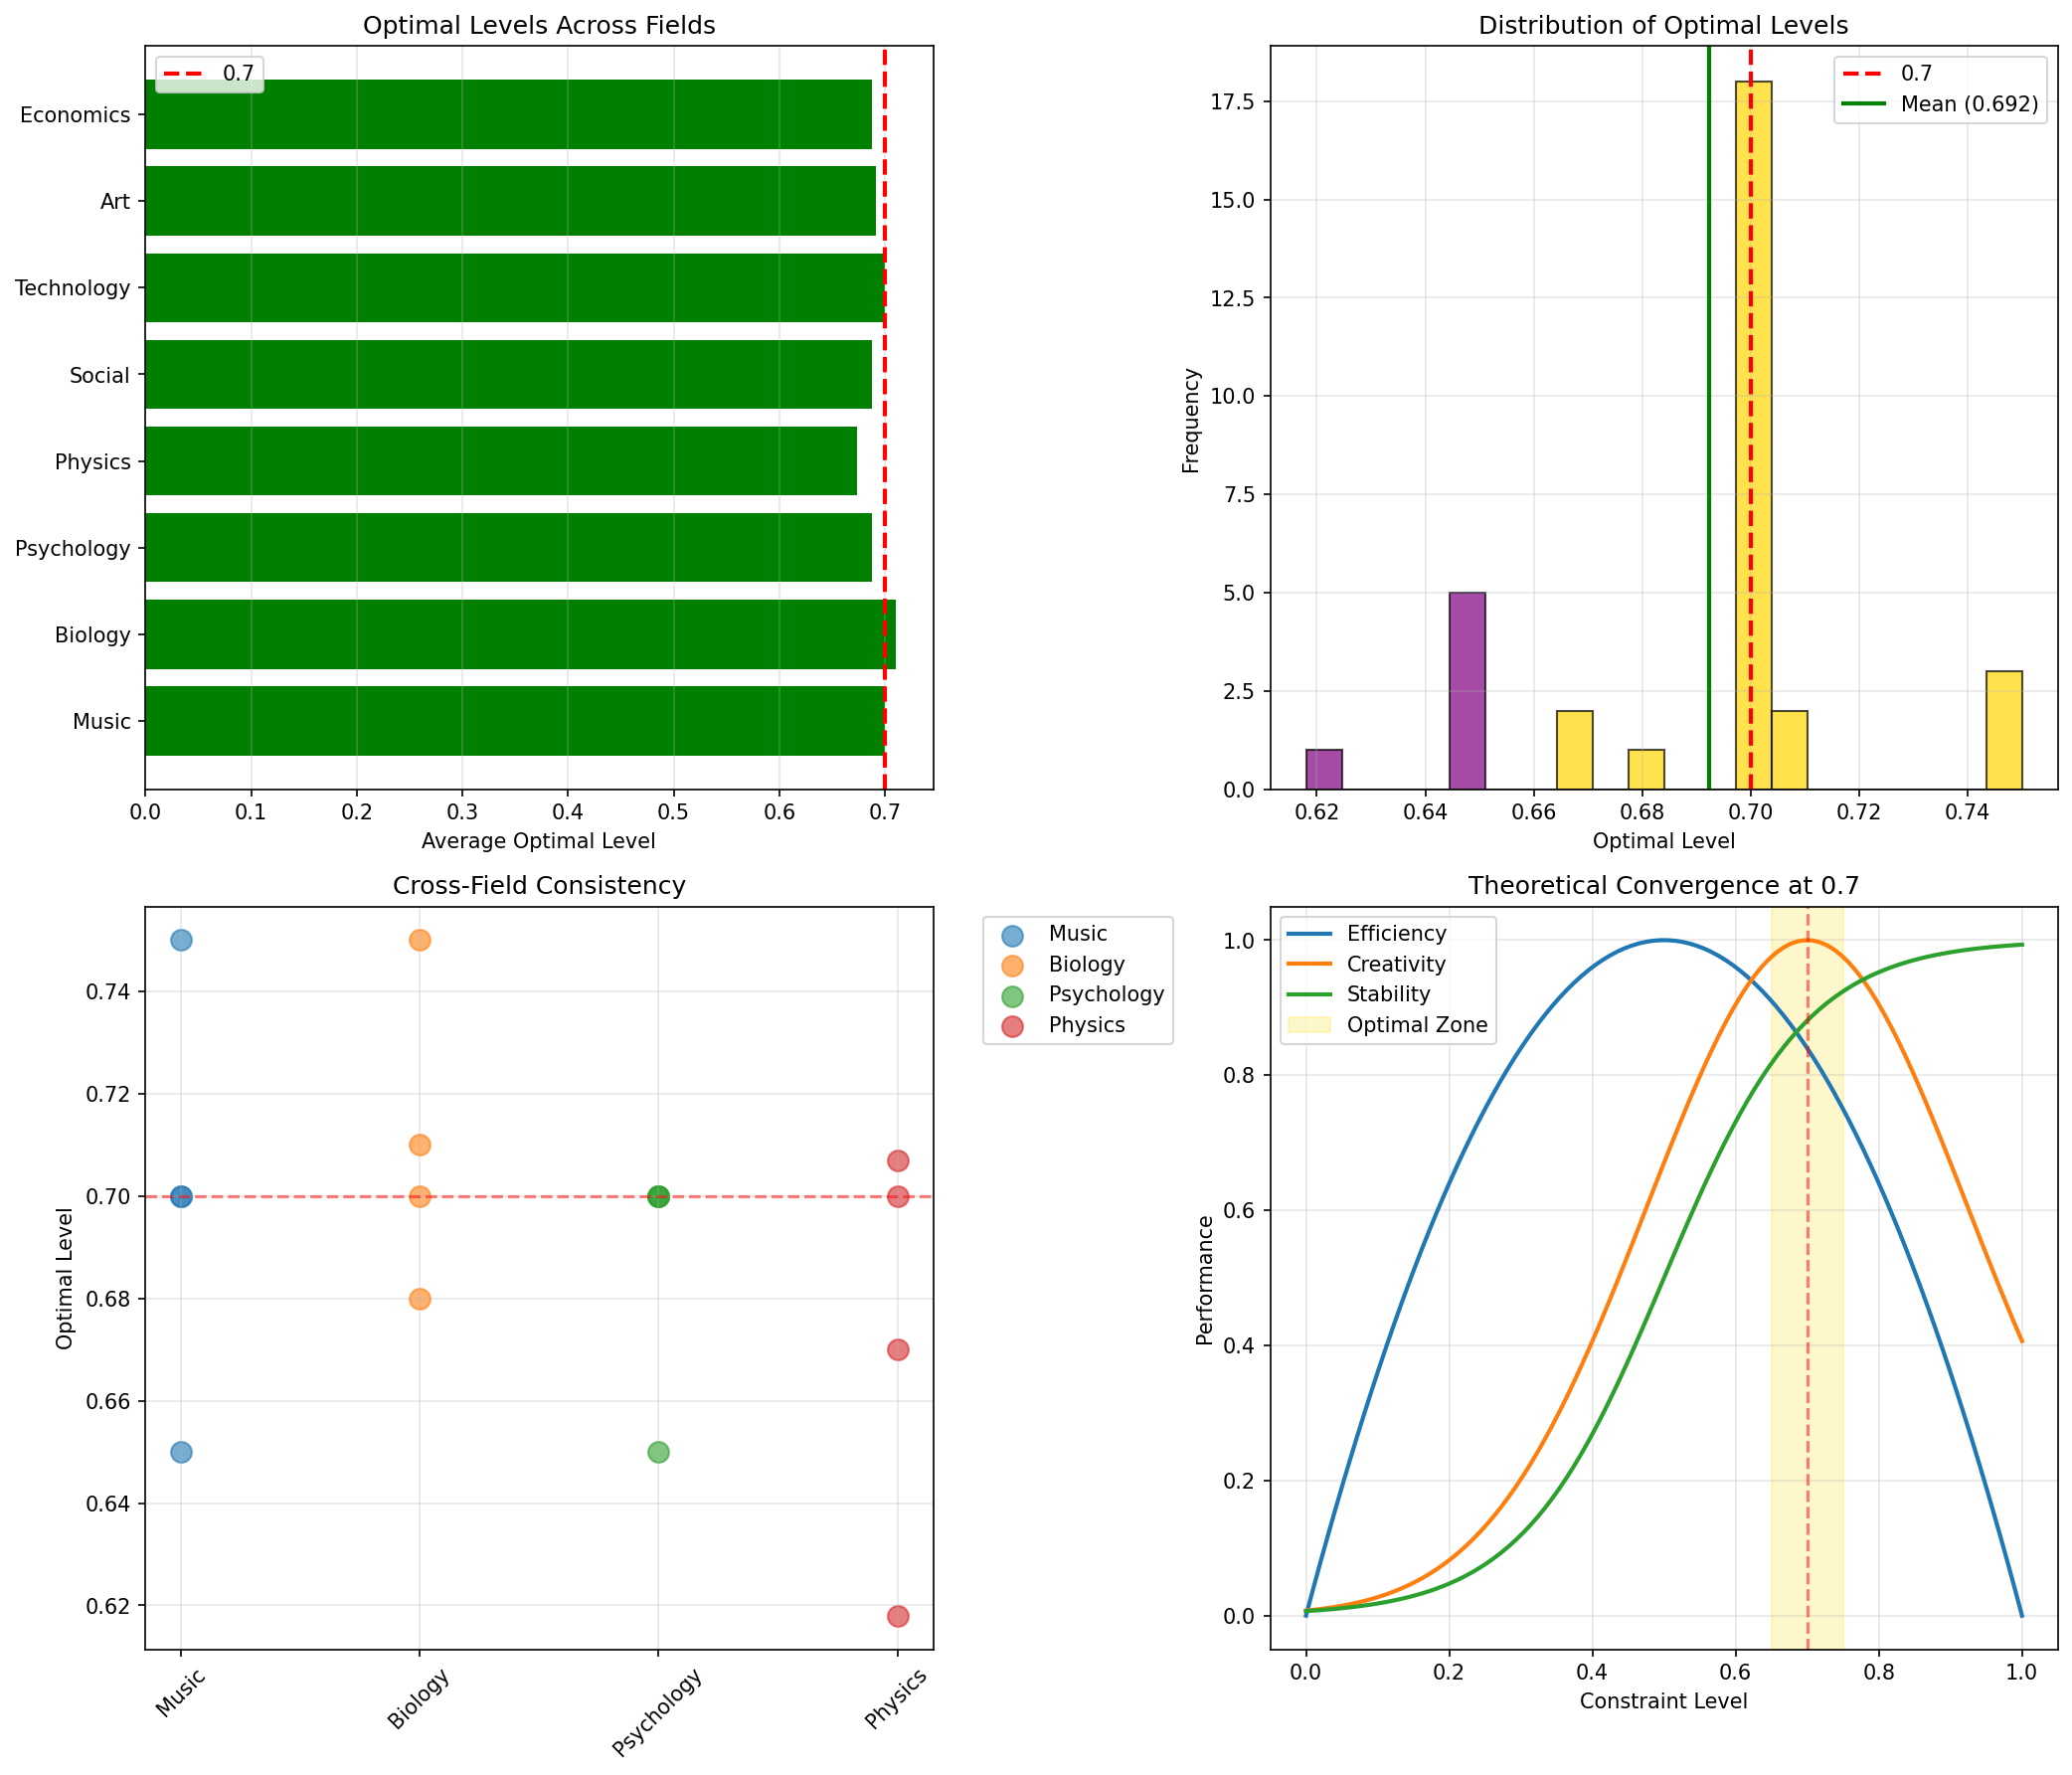 Optimal Levels Across Fields
0.7
Economics
Art
Technology
Social
Physics
Psychology
Biology
Music
0.0 0.1 0.2 0.3 0.4 0.5 0.6 0.7
Average Optimal Level
Distribution of Optimal Levels
0.7
Mean (0.692)
Frequency
17.5
15.0
12.5
10.0
7.5
5.0
2.5
0.0
0.62 0.64 0.66 0.68 0.70 0.72 0.74
Optimal Level
Cross-Field Consistency
Optimal Level
0.74
0.72
0.70
0.68
0.66
0.64
0.62
Music Biology Psychology Physics
Music
Biology
Psychology
Physics
Theoretical Convergence at 0.7
Efficiency
Creativity
Stability
Optimal Zone
Performance
1.0
0.8
0.6
0.4
0.2
0.0
0.0 0.2 0.4 0.6 0.8 1.0
Constraint Level